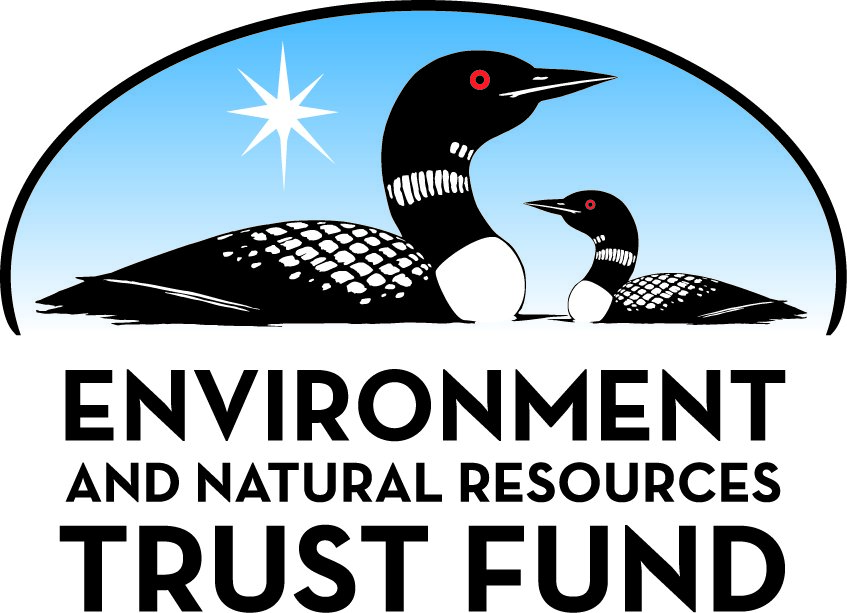 ENVIRONMENT
AND NATURAL RESOURCES
TRUST FUND